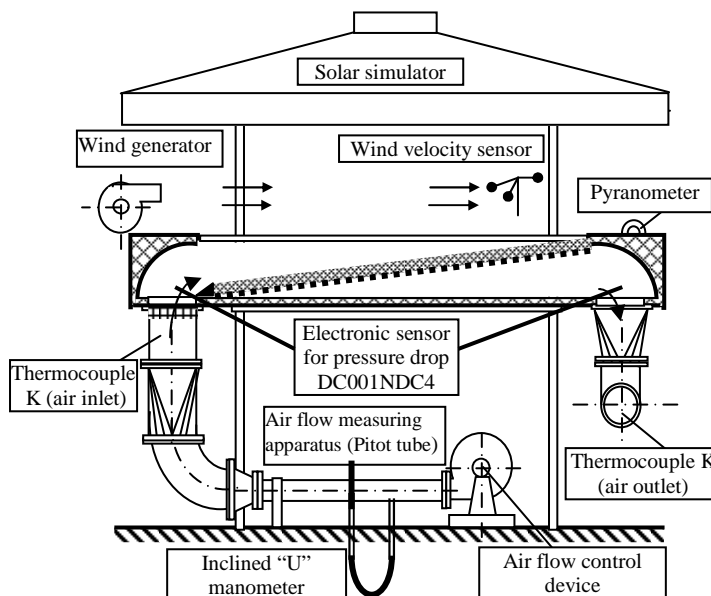 Solar simulator
Wind generator
Wind velocity sensor
Pyranometer
Electronic sensor
for pressure drop
DC001NDC4
Thermocouple
K (air inlet)
Air flow measuring
apparatus (Pitot tube)
Thermocouple K
(air outlet)
Inclined “U”
manometer
Air flow control
device